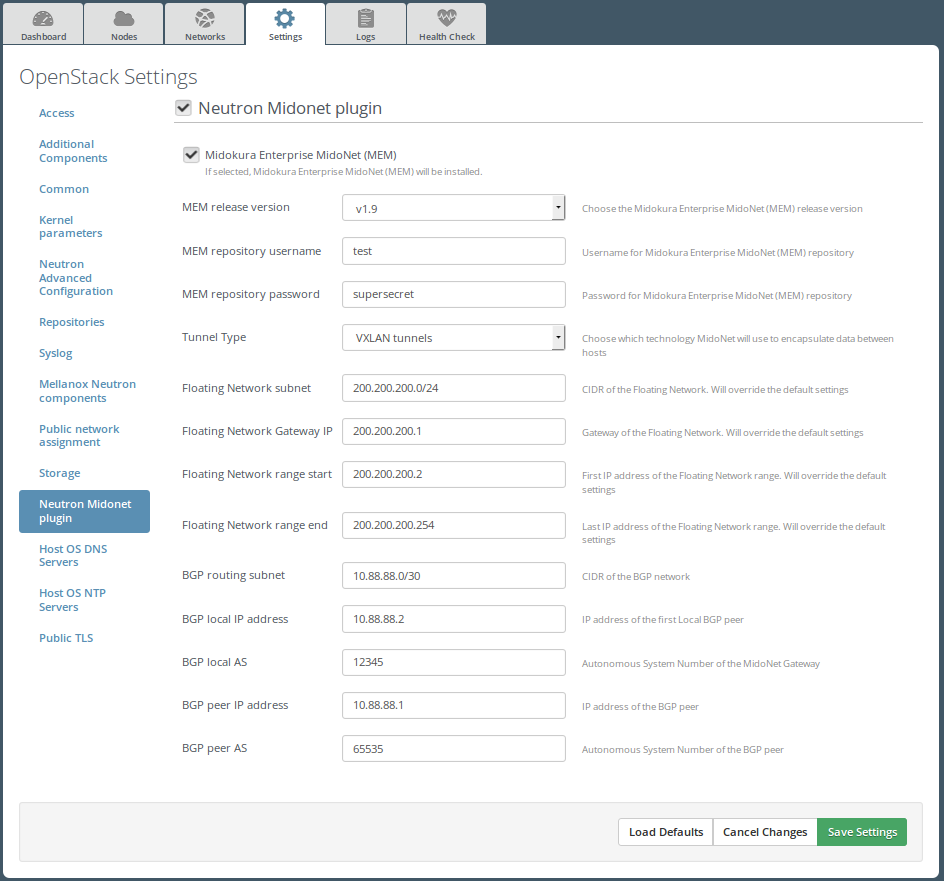 Dashboard
Nodes
Networks
Settings
Logs
Health Check
OpenStack Settings
Access
Additional
Components
Common
Kernel
parameters
Neutron
Advanced
Configuration
Repositories
Syslog
Mellanox Neutron
components
Public network
assignment
Storage
Neutron Midonet
plugin
Host OS DNS
Servers
Host OS NTP
Servers
Public TLS
Neutron Midonet plugin
Midokura Enterprise MidoNet (MEM)
If selected, Midokura Enterprise MidoNet (MEM) will be installed.
MEM release version
v1.9
Choose the Midokura Enterprise MidoNet (MEM) release version
MEM repository username
test
Username for Midokura Enterprise MidoNet (MEM) repository
MEM repository password
supersecret
Password for Midokura Enterprise MidoNet (MEM) repository
Tunnel Type
VXLAN tunnels
Choose which technology MidoNet will use to encapsulate data between
hosts
Floating Network subnet
200.200.200.0/24
CIDR of the Floating Network. Will override the default settings
Floating Network Gateway IP
200.200.200.1
Gateway of the Floating Network. Will override the default settings
Floating Network range start
200.200.200.2
First IP address of the Floating Network range. Will override the default
settings
Floating Network range end
200.200.200.254
Last IP address of the Floating Network range. Will override the default
settings
BGP routing subnet
10.88.88.0/30
CIDR of the BGP network
BGP local IP address
10.88.88.2
IP address of the first Local BGP peer
BGP local AS
12345
Autonomous System Number of the MidoNet Gateway
BGP peer IP address
10.88.88.1
IP address of the BGP peer
BGP peer AS
65535
Autonomous System Number of the BGP peer
Load Defaults
Cancel Changes
Save Settings